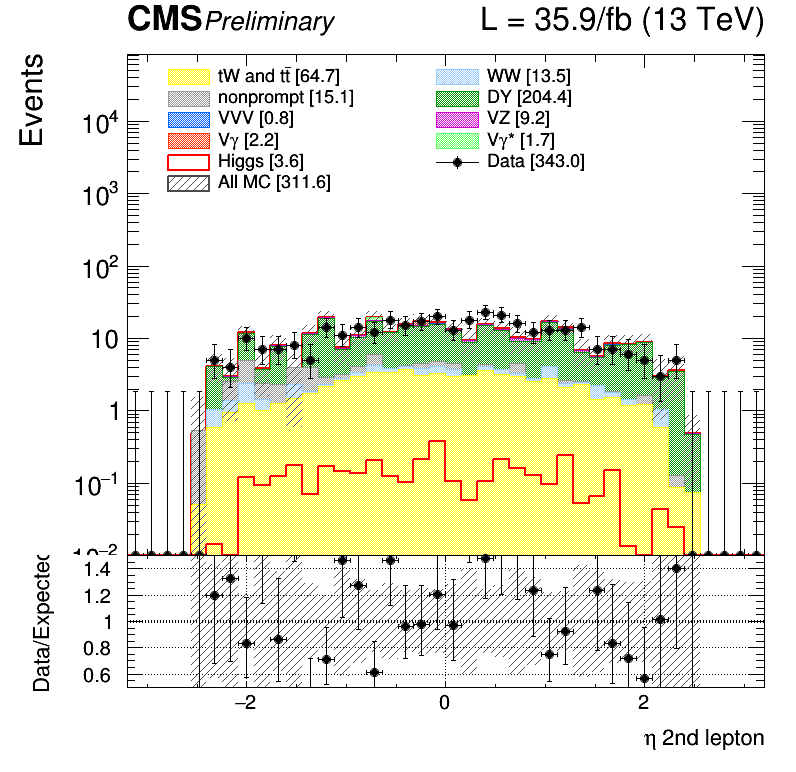 CMS Preliminary L = 35.9/fb (13 TeV)
Events
tW and tt̄ [64.7] WW [13.5]
nonprompt [15.1] DY [204.4]
VVV [0.8] VZ [9.2]
Vγ [2.2] Vγ* [1.7]
Higgs [3.6] Data [343.0]
All MC [311.6]
10⁴
10³
10²
10
1
10⁻¹
10⁻²
Data/Expected
1.4
1.2
1
0.8
0.6
−2 0 2
η 2nd lepton